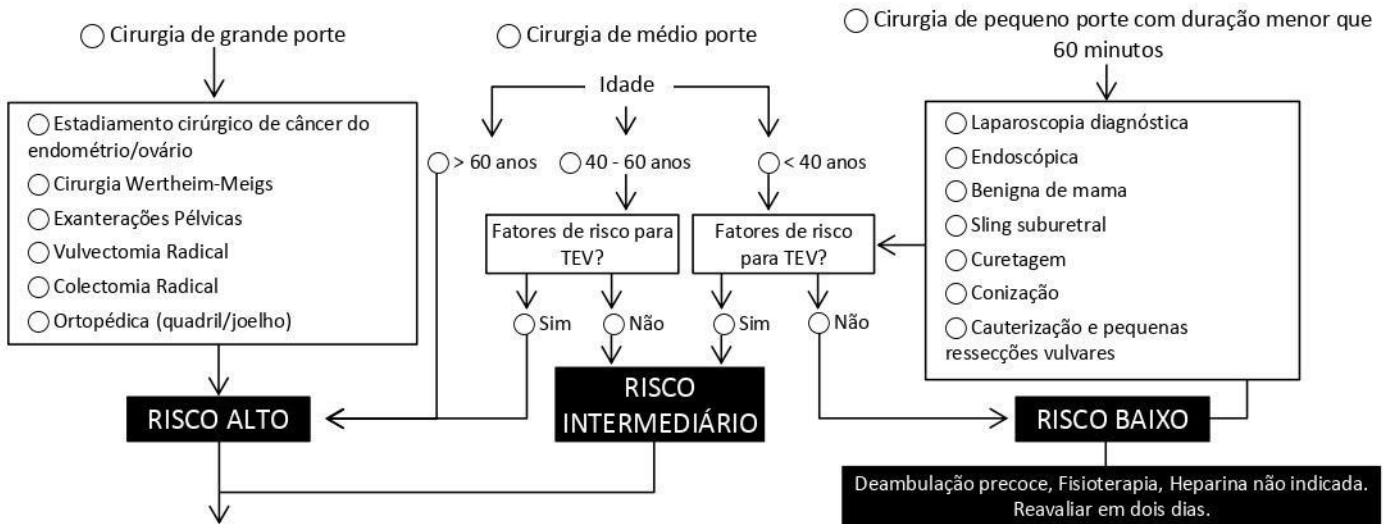 Cirurgia de grande porte
Estadiamento cirúrgico de câncer do
endométrio/ovário
Cirurgia Wertheim-Meigs
Exanterações Pélvicas
Vulvectomia Radical
Colectomia Radical
Ortopédica (quadril/joelho)
RISCO ALTO
Cirurgia de médio porte
Idade
> 60 anos
40 - 60 anos
< 40 anos
Fatores de risco para
TEV?
Fatores de risco
para TEV?
Sim
Não
Sim
Não
RISCO
INTERMEDIÁRIO
Cirurgia de pequeno porte com duração menor que
60 minutos
Laparoscopia diagnóstica
Endoscópica
Benigna de mama
Sling suburetral
Curetagem
Conização
Cauterização e pequenas
ressecções vulvares
RISCO BAIXO
Deambulação precoce, Fisioterapia, Heparina não indicada.
Reavaliar em dois dias.